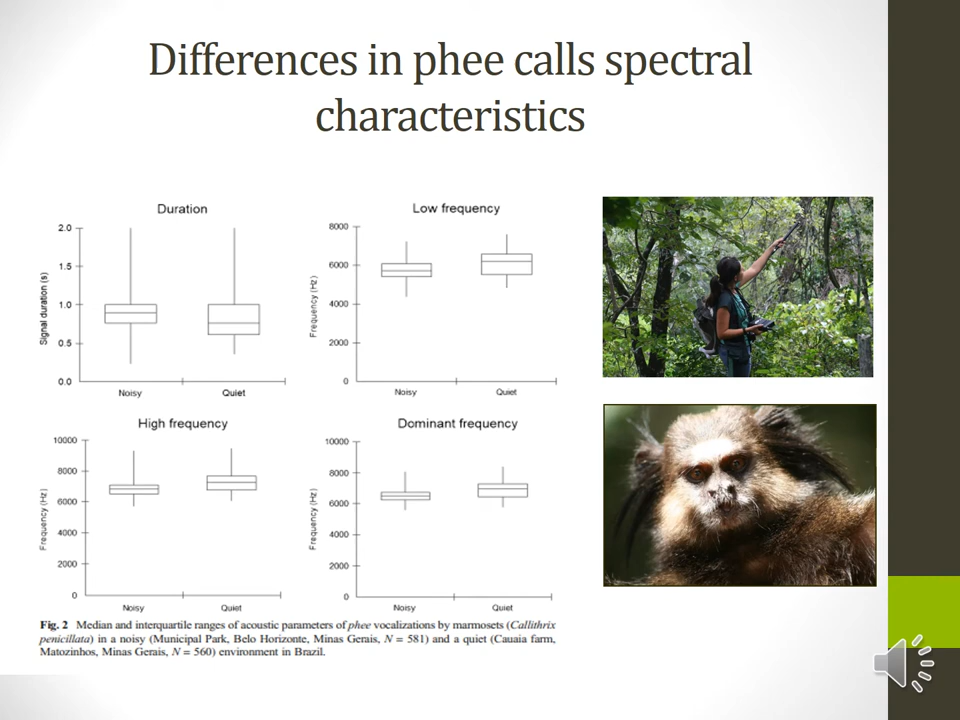 Differences in phee calls spectral
characteristics
Duration
Signal duration (s)
2.0
1.5
1.0
0.5
0.0
Noisy
Quiet
Low frequency
Frequency (Hz)
8000
6000
4000
2000
0
Noisy
Quiet
High frequency
Frequency (Hz)
10000
8000
6000
4000
2000
0
Noisy
Quiet
Dominant frequency
Frequency (Hz)
10000
8000
6000
4000
2000
0
Noisy
Quiet
Fig. 2 Median and interquartile ranges of acoustic parameters of phee vocalizations by marmosets (Callithrix
penicillata) in a noisy (Municipal Park, Belo Horizonte, Minas Gerais, N = 581) and a quiet (Cauaia farm,
Matozinhos, Minas Gerais, N = 560) environment in Brazil.